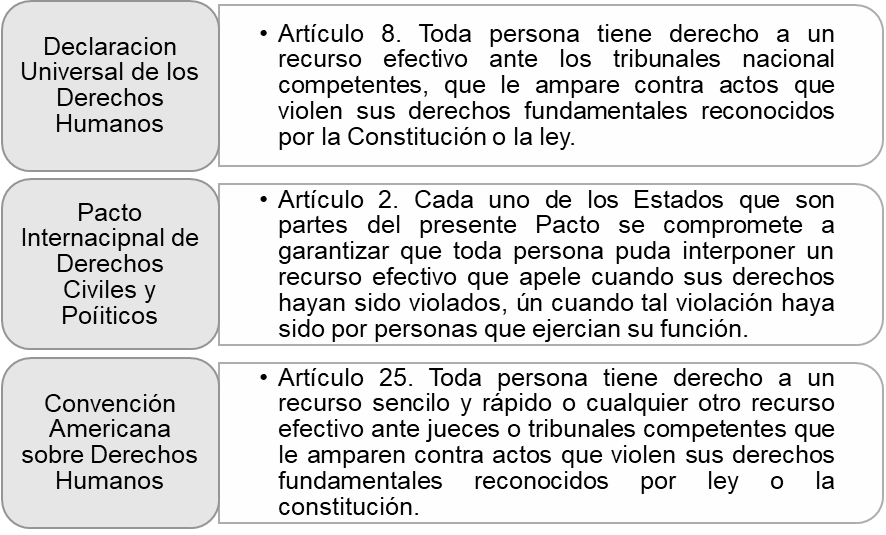 Declaracion
Universal de los
Derechos
Humanos
• Artículo 8. Toda persona tiene derecho a un
recurso efectivo ante los tribunales nacional
competentes, que le ampare contra actos que
violen sus derechos fundamentales reconocidos
por la Constitución o la ley.
Pacto
Internacipnal de
Derechos
Civiles y
Poíiticos
• Artículo 2. Cada uno de los Estados que son
partes del presente Pacto se compromete a
garantizar que toda persona puda interponer un
recurso efectivo que apele cuando sus derechos
hayan sido violados, ún cuando tal violación haya
sido por personas que ejercian su función.
Convención
Americana
sobre Derechos
Humanos
• Artículo 25. Toda persona tiene derecho a un
recurso sencilo y rápido o cualquier otro recurso
efectivo ante jueces o tribunales competentes que
le amparen contra actos que violen sus derechos
fundamentales reconocidos por ley o la
constitución.